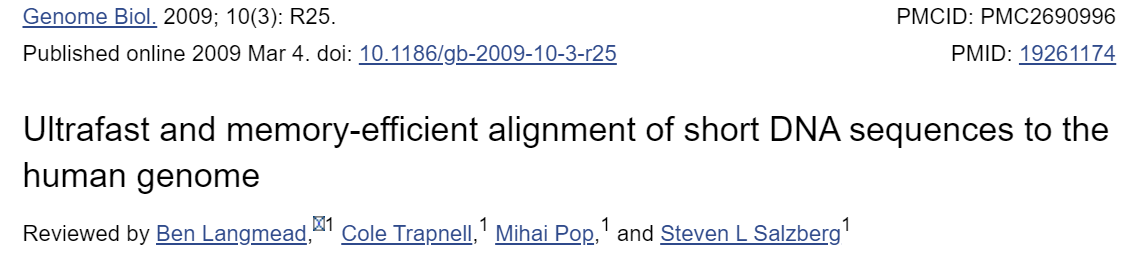 Genome Biol. 2009; 10(3): R25. PMCID: PMC2690996
Published online 2009 Mar 4. doi: 10.1186/gb-2009-10-3-r25 PMID: 19261174
Ultrafast and memory-efficient alignment of short DNA sequences to the
human genome
Reviewed by Ben Langmead,1 Cole Trapnell,1 Mihai Pop,1 and Steven L Salzberg1